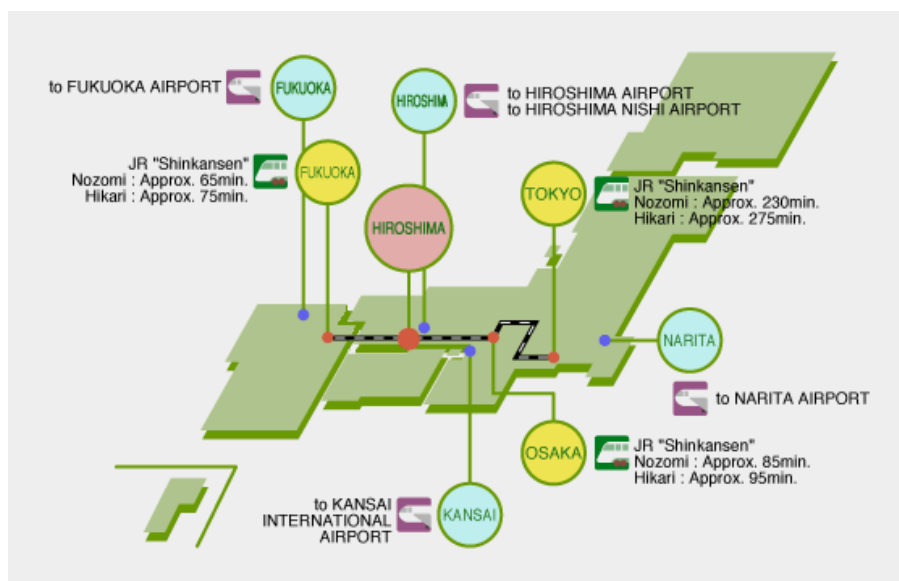 to FUKUOKA AIRPORT
FUKUOKA
HIROSHIMA
to HIROSHIMA AIRPORT
to HIROSHIMA NISHI AIRPORT
JR "Shinkansen"
Nozomi : Approx. 65min.
Hikari : Approx. 75min.
FUKUOKA
HIROSHIMA
TOKYO
JR "Shinkansen"
Nozomi : Approx. 230min.
Hikari : Approx. 275min.
NARITA
to NARITA AIRPORT
OSAKA
JR "Shinkansen"
Nozomi : Approx. 85min.
Hikari : Approx. 95min.
to KANSAI
INTERNATIONAL
AIRPORT
KANSAI